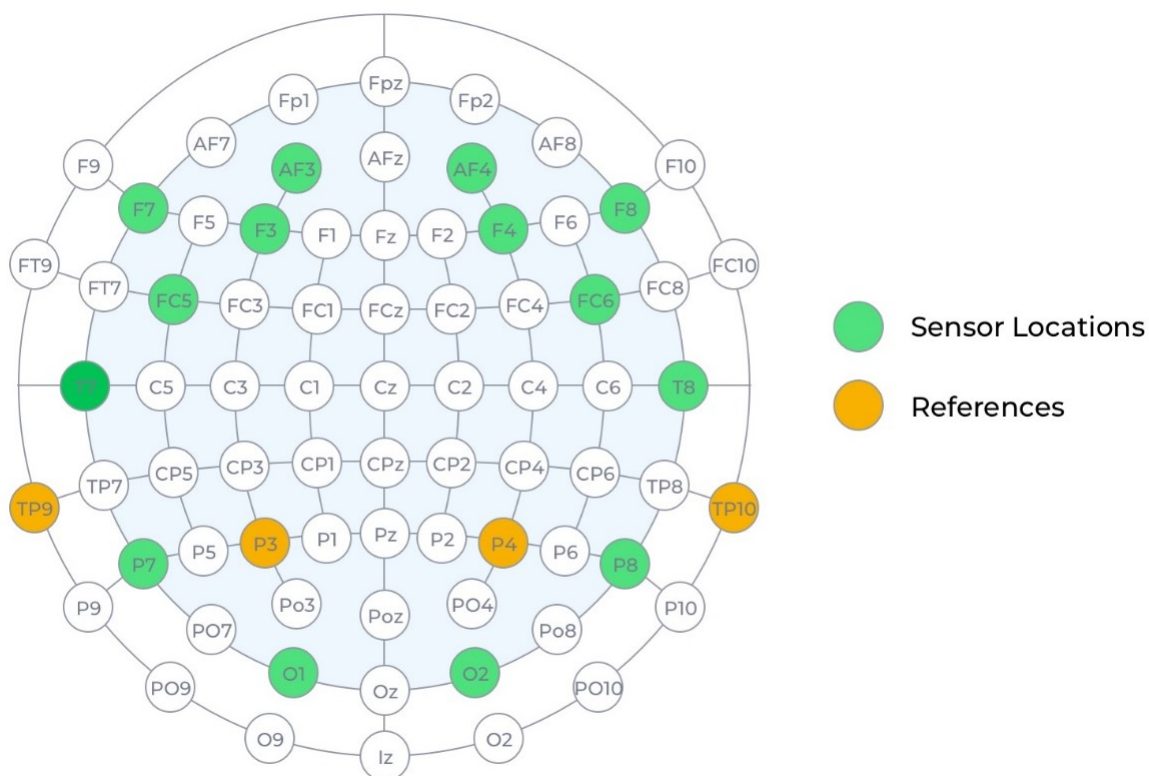 Fpz
Fp1
Fp2
AF7
AF8
AFz
F9
AF3
AF4
F10
F7
F5
F3
F1
Fz
F2
F4
F6
F8
FT9
FC10
FT7
FC5
FC3
FC1
FCz
FC2
FC4
FC6
FC8
Sensor Locations
T7
C5
C3
C1
Cz
C2
C4
C6
T8
References
TP7
CP5
CP3
CP1
CPz
CP2
CP4
CP6
TP8
TP9
TP10
P7
P5
P3
P1
Pz
P2
P4
P6
P8
P9
Po3
Poz
PO4
P10
PO7
Po8
PO9
O1
Oz
O2
PO10
O9
Iz
O2